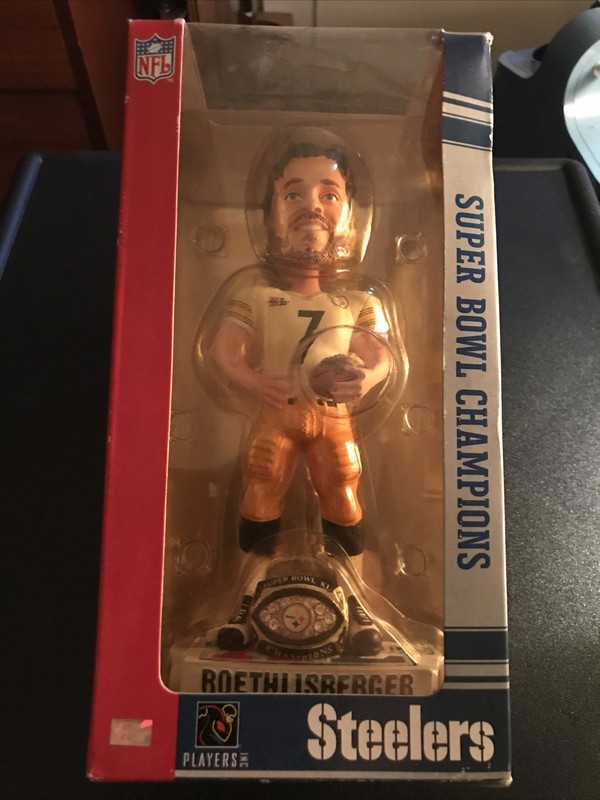 NFL
SUPER BOWL CHAMPIONS
7
SUPER BOWL XL
CHAMPIONS
ROETHLISBERGER
PLAYERS INC
Steelers